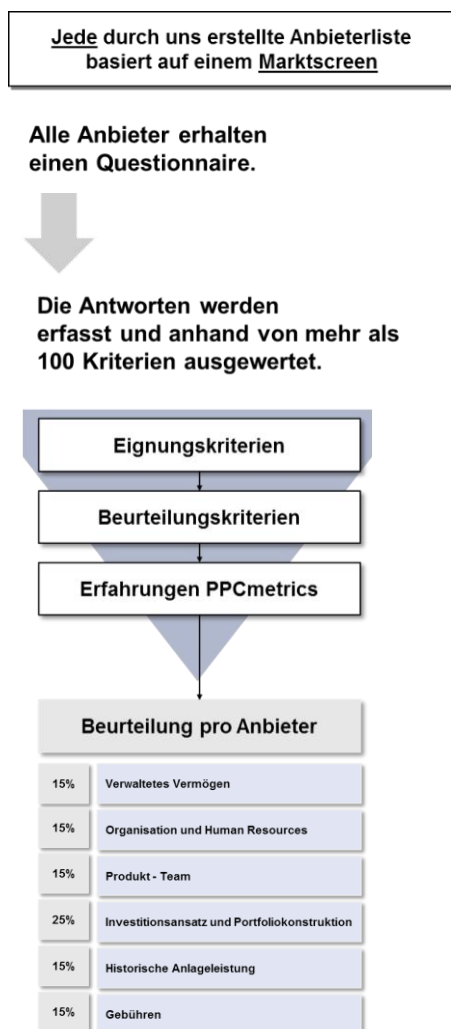 Jede durch uns erstellte Anbieterliste
basiert auf einem Marktscreen
Alle Anbieter erhalten
einen Questionnaire.
Die Antworten werden
erfasst und anhand von mehr als
100 Kriterien ausgewertet.
Eignungskriterien
Beurteilungskriterien
Erfahrungen PPCmetrics
Beurteilung pro Anbieter
15% Verwaltetes Vermögen
15% Organisation und Human Resources
15% Produkt - Team
25% Investitionsansatz und Portfoliokonstruktion
15% Historische Anlageleistung
15% Gebühren